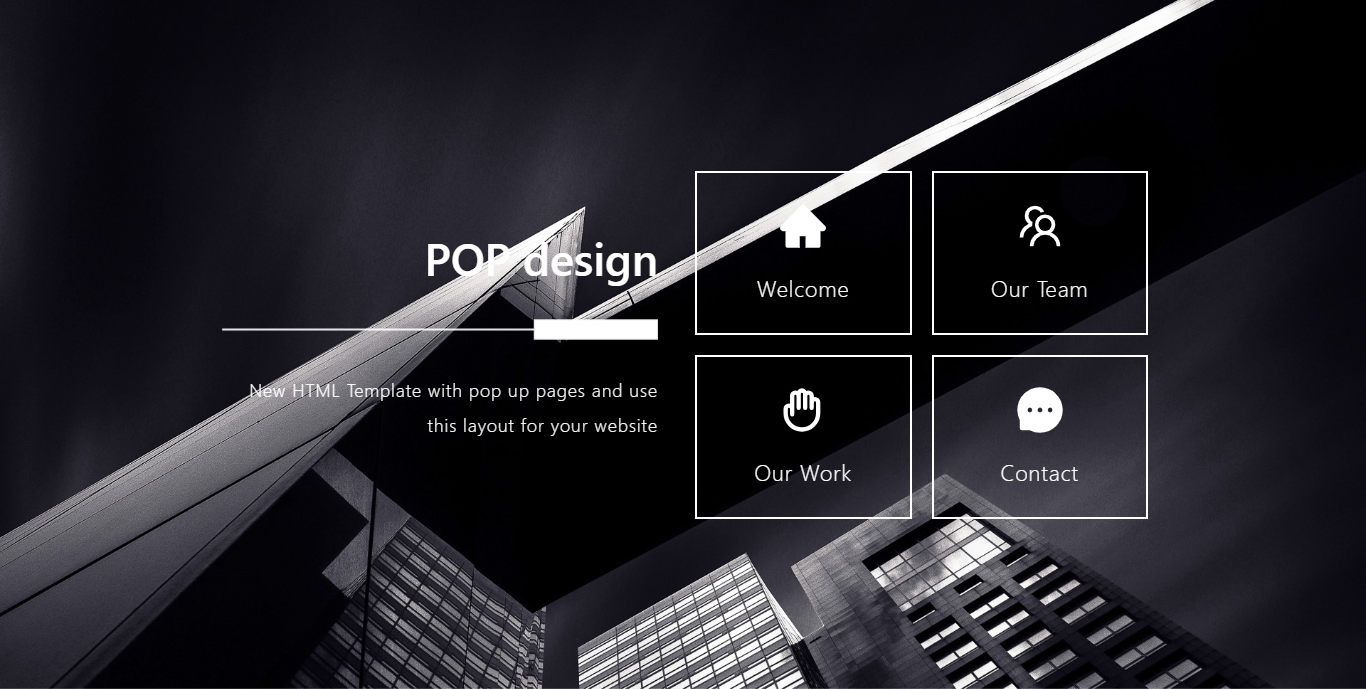 POP design
New HTML Template with pop up pages and use
this layout for your website
Welcome
Our Team
Our Work
Contact